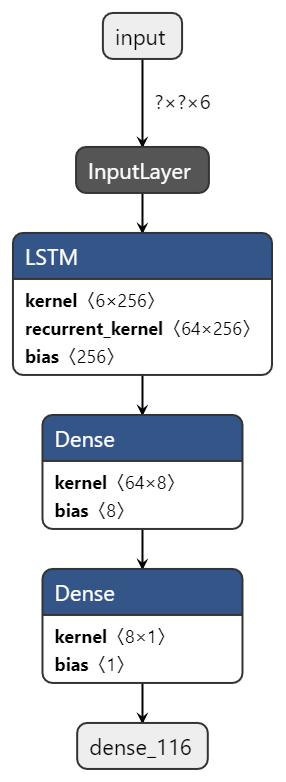 input
?×?×6
InputLayer
LSTM
kernel〈6×256〉
recurrent_kernel〈64×256〉
bias〈256〉
Dense
kernel〈64×8〉
bias〈8〉
Dense
kernel〈8×1〉
bias〈1〉
dense_116